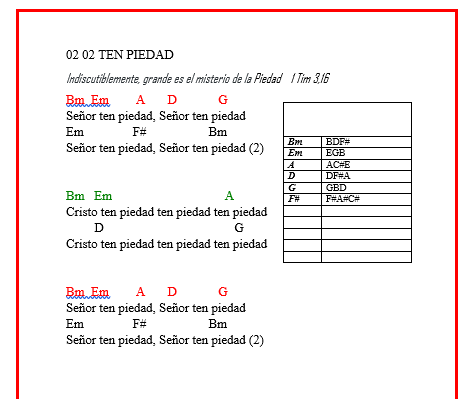 02 02 TEN PIEDAD
Indiscutiblemente, grande es el misterio de la Piedad 1 Tim 3,16
Bm Em A D G
Señor ten piedad, Señor ten piedad
Em F# Bm
Señor ten piedad, Señor ten piedad (2)
Bm Em A
Cristo ten piedad ten piedad ten piedad
D G
Cristo ten piedad ten piedad ten piedad
Bm Em A D G
Señor ten piedad, Señor ten piedad
Em F# Bm
Señor ten piedad, Señor ten piedad (2)
Bm BDF#
Em EGB
A AC#E
D DF#A
G GBD
F# F#A#C#